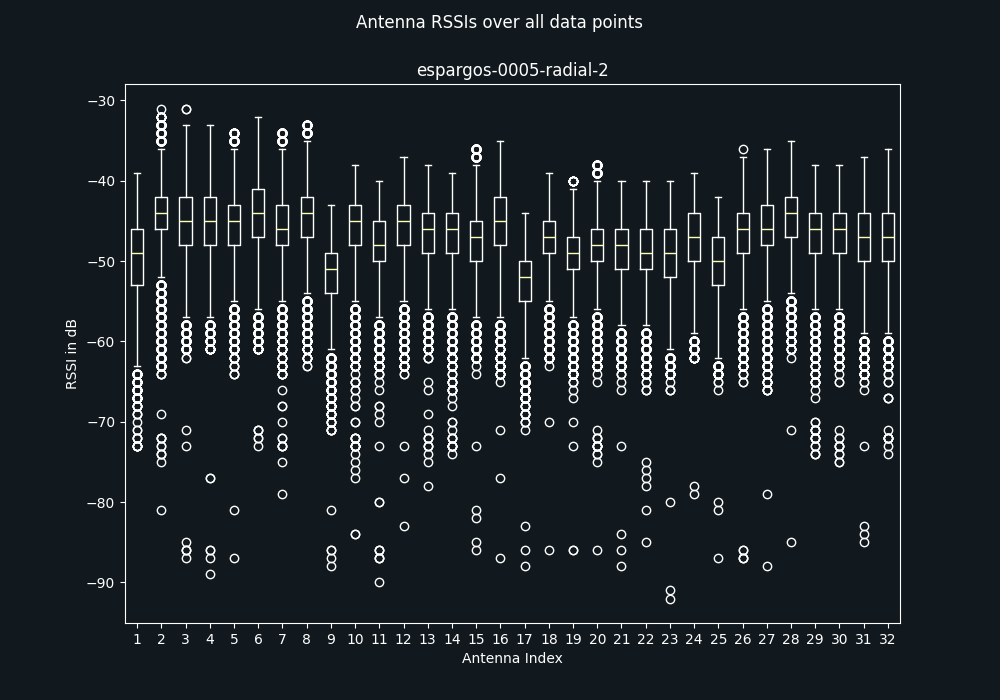 Antenna RSSIs over all data points
espargos-0005-radial-2
RSSI in dB
−30
−40
−50
−60
−70
−80
−90
1 2 3 4 5 6 7 8 9 10 11 12 13 14 15 16 17 18 19 20 21 22 23 24 25 26 27 28 29 30 31 32
Antenna Index